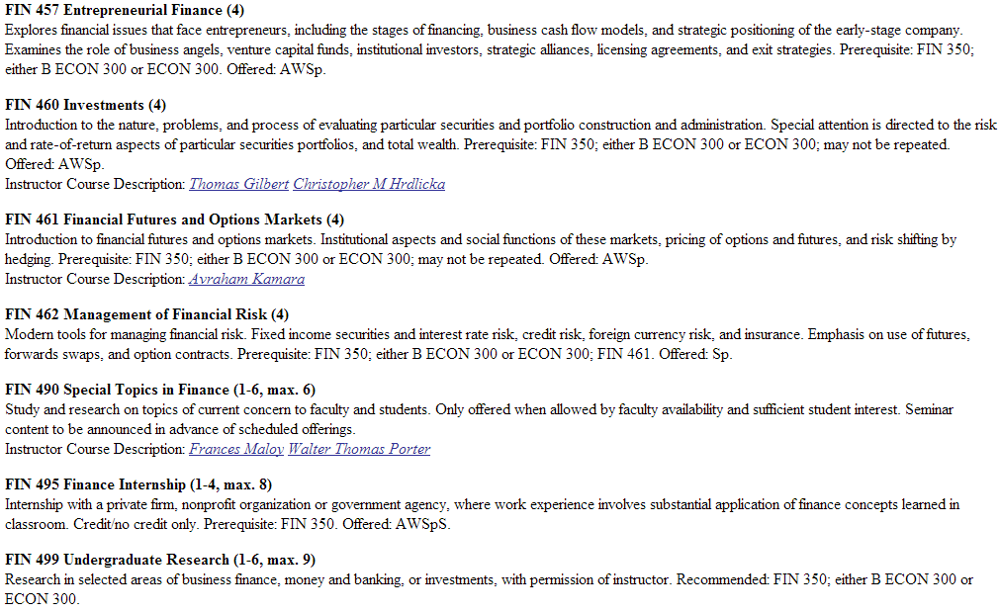 FIN 457 Entrepreneurial Finance (4)
Explores financial issues that face entrepreneurs, including the stages of financing, business cash flow models, and strategic positioning of the early-stage company.
Examines the role of business angels, venture capital funds, institutional investors, strategic alliances, licensing agreements, and exit strategies. Prerequisite: FIN 350;
either B ECON 300 or ECON 300. Offered: AWSp.
FIN 460 Investments (4)
Introduction to the nature, problems, and process of evaluating particular securities and portfolio construction and administration. Special attention is directed to the risk
and rate-of-return aspects of particular securities portfolios, and total wealth. Prerequisite: FIN 350; either B ECON 300 or ECON 300; may not be repeated.
Offered: AWSp.
Instructor Course Description: Thomas Gilbert Christopher M Hrdlicka
FIN 461 Financial Futures and Options Markets (4)
Introduction to financial futures and options markets. Institutional aspects and social functions of these markets, pricing of options and futures, and risk shifting by
hedging. Prerequisite: FIN 350; either B ECON 300 or ECON 300; may not be repeated. Offered: AWSp.
Instructor Course Description: Avraham Kamara
FIN 462 Management of Financial Risk (4)
Modern tools for managing financial risk. Fixed income securities and interest rate risk, credit risk, foreign currency risk, and insurance. Emphasis on use of futures,
forwards swaps, and option contracts. Prerequisite: FIN 350; either B ECON 300 or ECON 300; FIN 461. Offered: Sp.
FIN 490 Special Topics in Finance (1-6, max. 6)
Study and research on topics of current concern to faculty and students. Only offered when allowed by faculty availability and sufficient student interest. Seminar
content to be announced in advance of scheduled offerings.
Instructor Course Description: Frances Maloy Walter Thomas Porter
FIN 495 Finance Internship (1-4, max. 8)
Internship with a private firm, nonprofit organization or government agency, where work experience involves substantial application of finance concepts learned in
classroom. Credit/no credit only. Prerequisite: FIN 350. Offered: AWSpS.
FIN 499 Undergraduate Research (1-6, max. 9)
Research in selected areas of business finance, money and banking, or investments, with permission of instructor. Recommended: FIN 350; either B ECON 300 or
ECON 300.